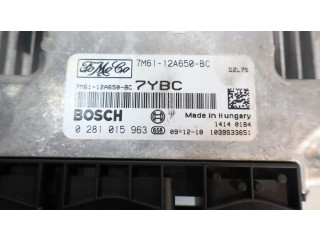 FoMoCo 7M61-12A650-BC DZL75
7M61-12A650-BC 7YBC
BOSCH Made in Hungary
1414 0184
0 281 015 963 09-12-18 1039S33651